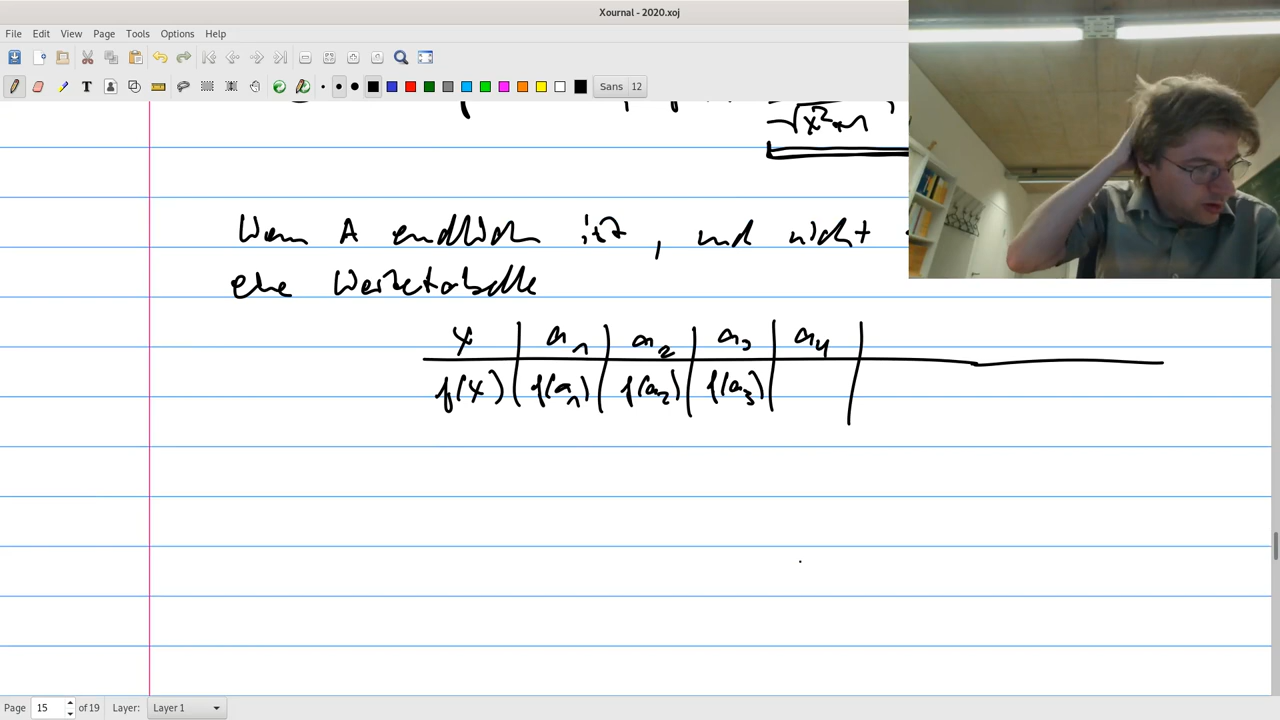 Xournal - 2020.xoj
File Edit View Page Tools Options Help
Sans 12
√x²+1
Wenn A endlich ist, und nicht
eine Wertetabelle
x | a₁ | a₂ | a₃ | a₄ |
f(x) | f(a₁) | f(a₂) | f(a₃) |
Page 15 of 19 Layer: Layer 1